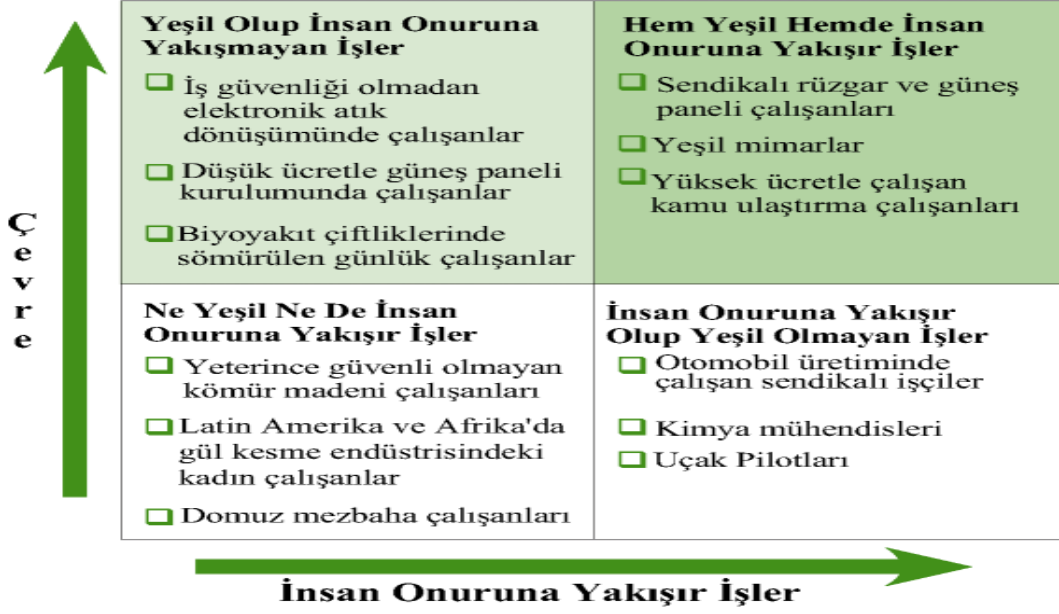 Yeşil Olup İnsan Onuruna
Yakışmayan İşler
İş güvenliği olmadan
elektronik atık
dönüşümünde çalışanlar
Düşük ücretle güneş paneli
kurulumunda çalışanlar
Biyoyakıt çiftliklerinde
sömürülen günlük çalışanlar
Hem Yeşil Hemde İnsan
Onuruna Yakışır İşler
Sendikalı rüzgar ve güneş
paneli çalışanları
Yeşil mimarlar
Yüksek ücretle çalışan
kamu ulaştırma çalışanları
Çevre
Ne Yeşil Ne De İnsan
Onuruna Yakışır İşler
Yeterince güvenli olmayan
kömür madeni çalışanları
Latin Amerika ve Afrika'da
gül kesme endüstrisindeki
kadın çalışanlar
Domuz mezbaha çalışanları
İnsan Onuruna Yakışır
Olup Yeşil Olmayan İşler
Otomobil üretiminde
çalışan sendikalı işçiler
Kimya mühendisleri
Uçak Pilotları
İnsan Onuruna Yakışır İşler